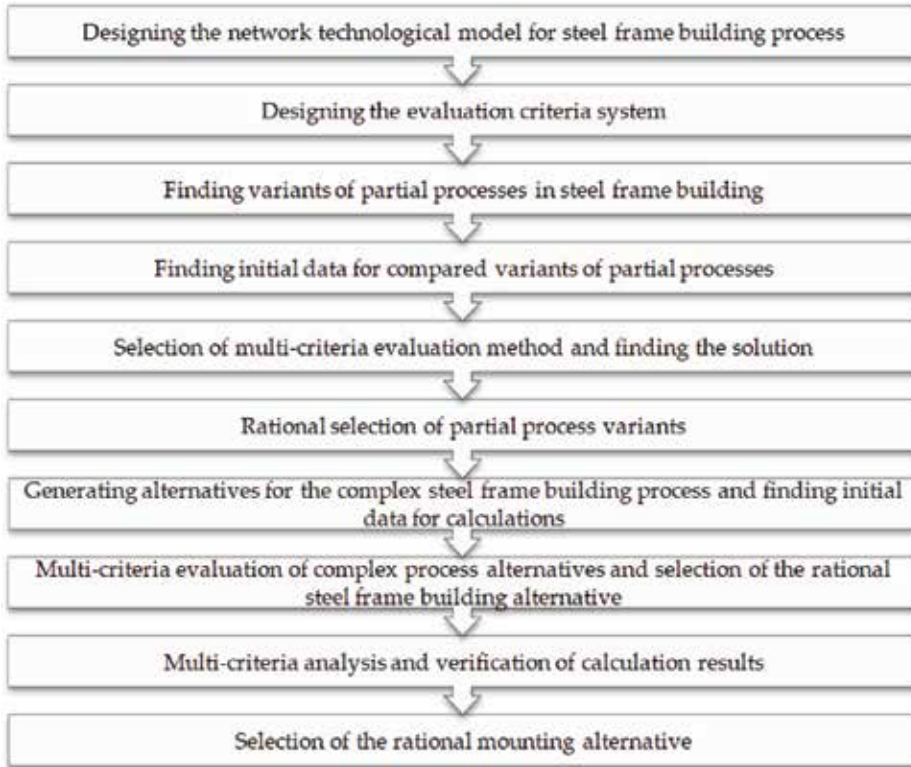 Designing the network technological model for steel frame building process
Designing the evaluation criteria system
Finding variants of partial processes in steel frame building
Finding initial data for compared variants of partial processes
Selection of multi-criteria evaluation method and finding the solution
Rational selection of partial process variants
Generating alternatives for the complex steel frame building process and finding initial
data for calculations
Multi-criteria evaluation of complex process alternatives and selection of the rational
steel frame building alternative
Multi-criteria analysis and verification of calculation results
Selection of the rational mounting alternative